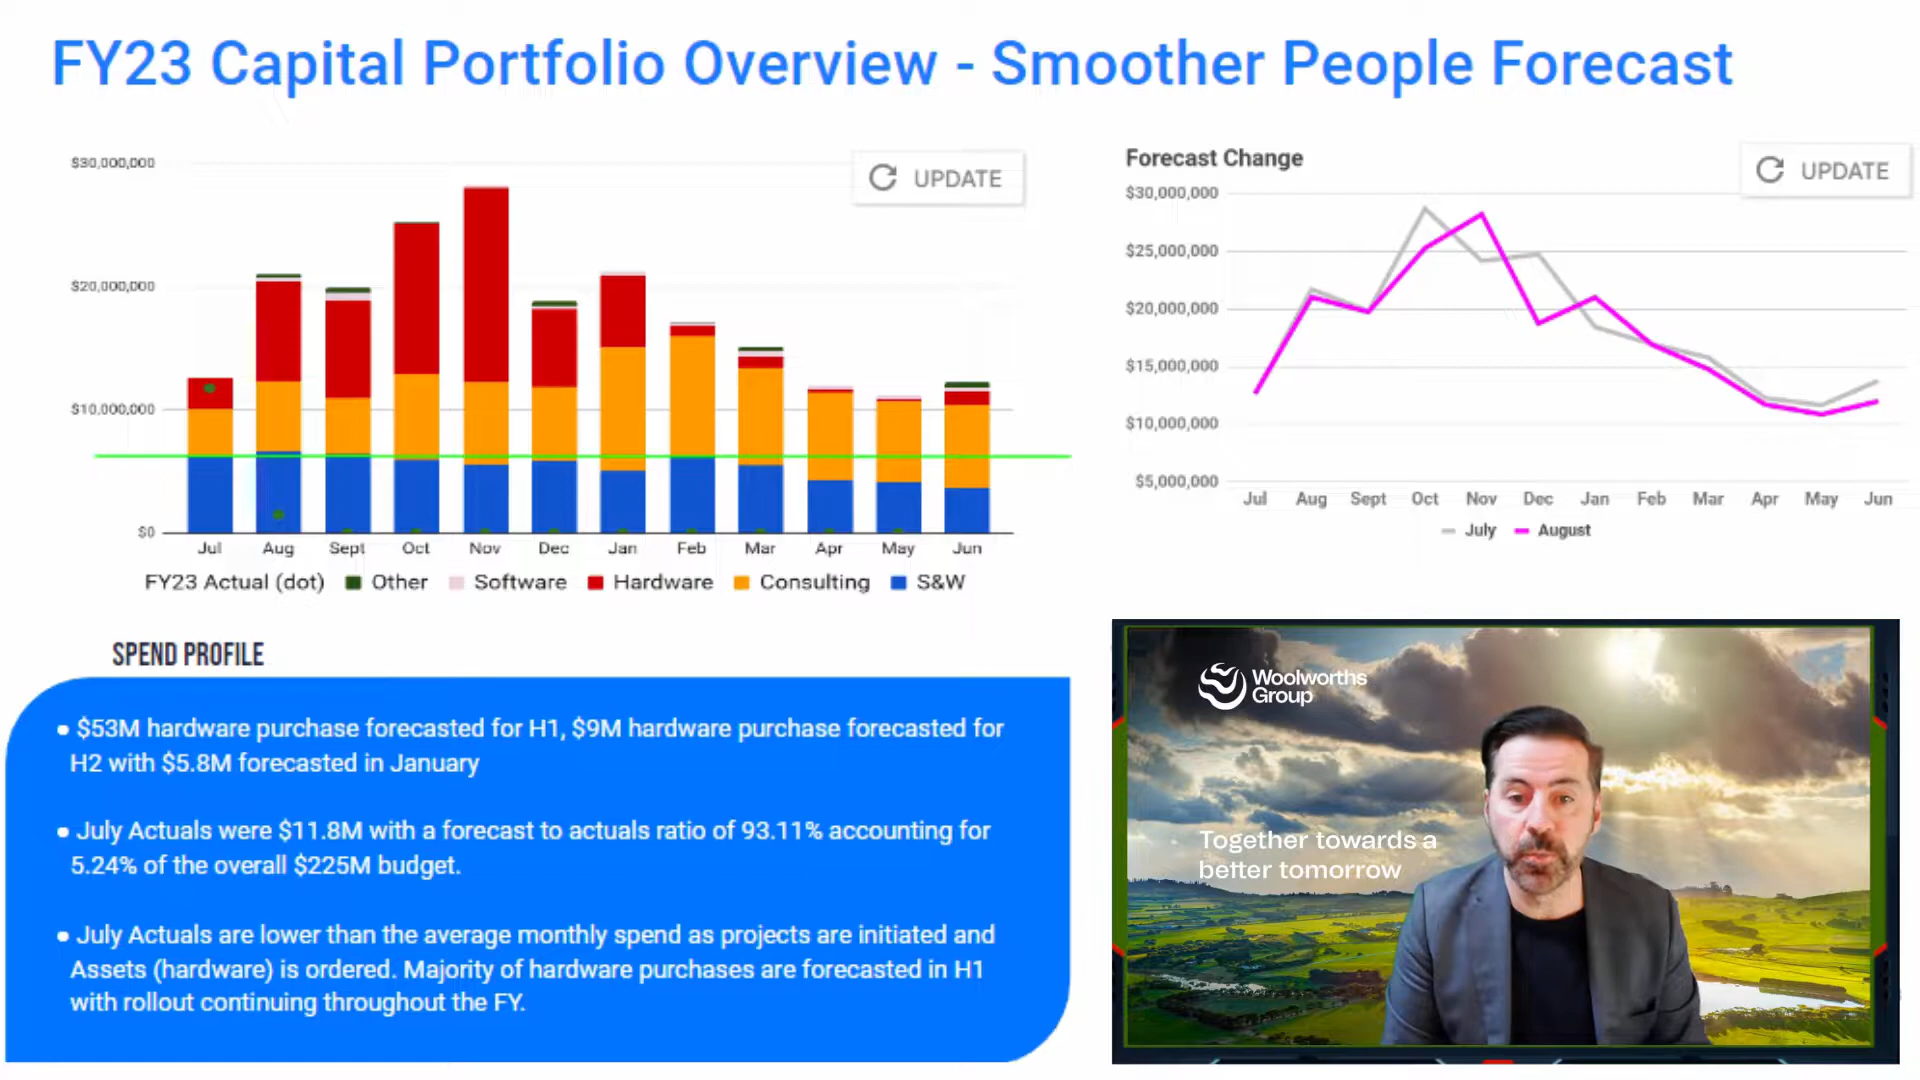 FY23 Capital Portfolio Overview - Smoother People Forecast
$30,000,000
UPDATE
$20,000,000
$10,000,000
$0
Jul Aug Sept Oct Nov Dec Jan Feb Mar Apr May Jun
FY23 Actual (dot) Other Software Hardware Consulting S&W
Forecast Change
UPDATE
$30,000,000
$25,000,000
$20,000,000
$15,000,000
$10,000,000
$5,000,000
Jul Aug Sept Oct Nov Dec Jan Feb Mar Apr May Jun
July August
SPEND PROFILE
• $53M hardware purchase forecasted for H1, $9M hardware purchase forecasted for
H2 with $5.8M forecasted in January
• July Actuals were $11.8M with a forecast to actuals ratio of 93.11% accounting for
5.24% of the overall $225M budget.
• July Actuals are lower than the average monthly spend as projects are initiated and
Assets (hardware) is ordered. Majority of hardware purchases are forecasted in H1
with rollout continuing throughout the FY.
Woolworths
Group
Together towards a
better tomorrow